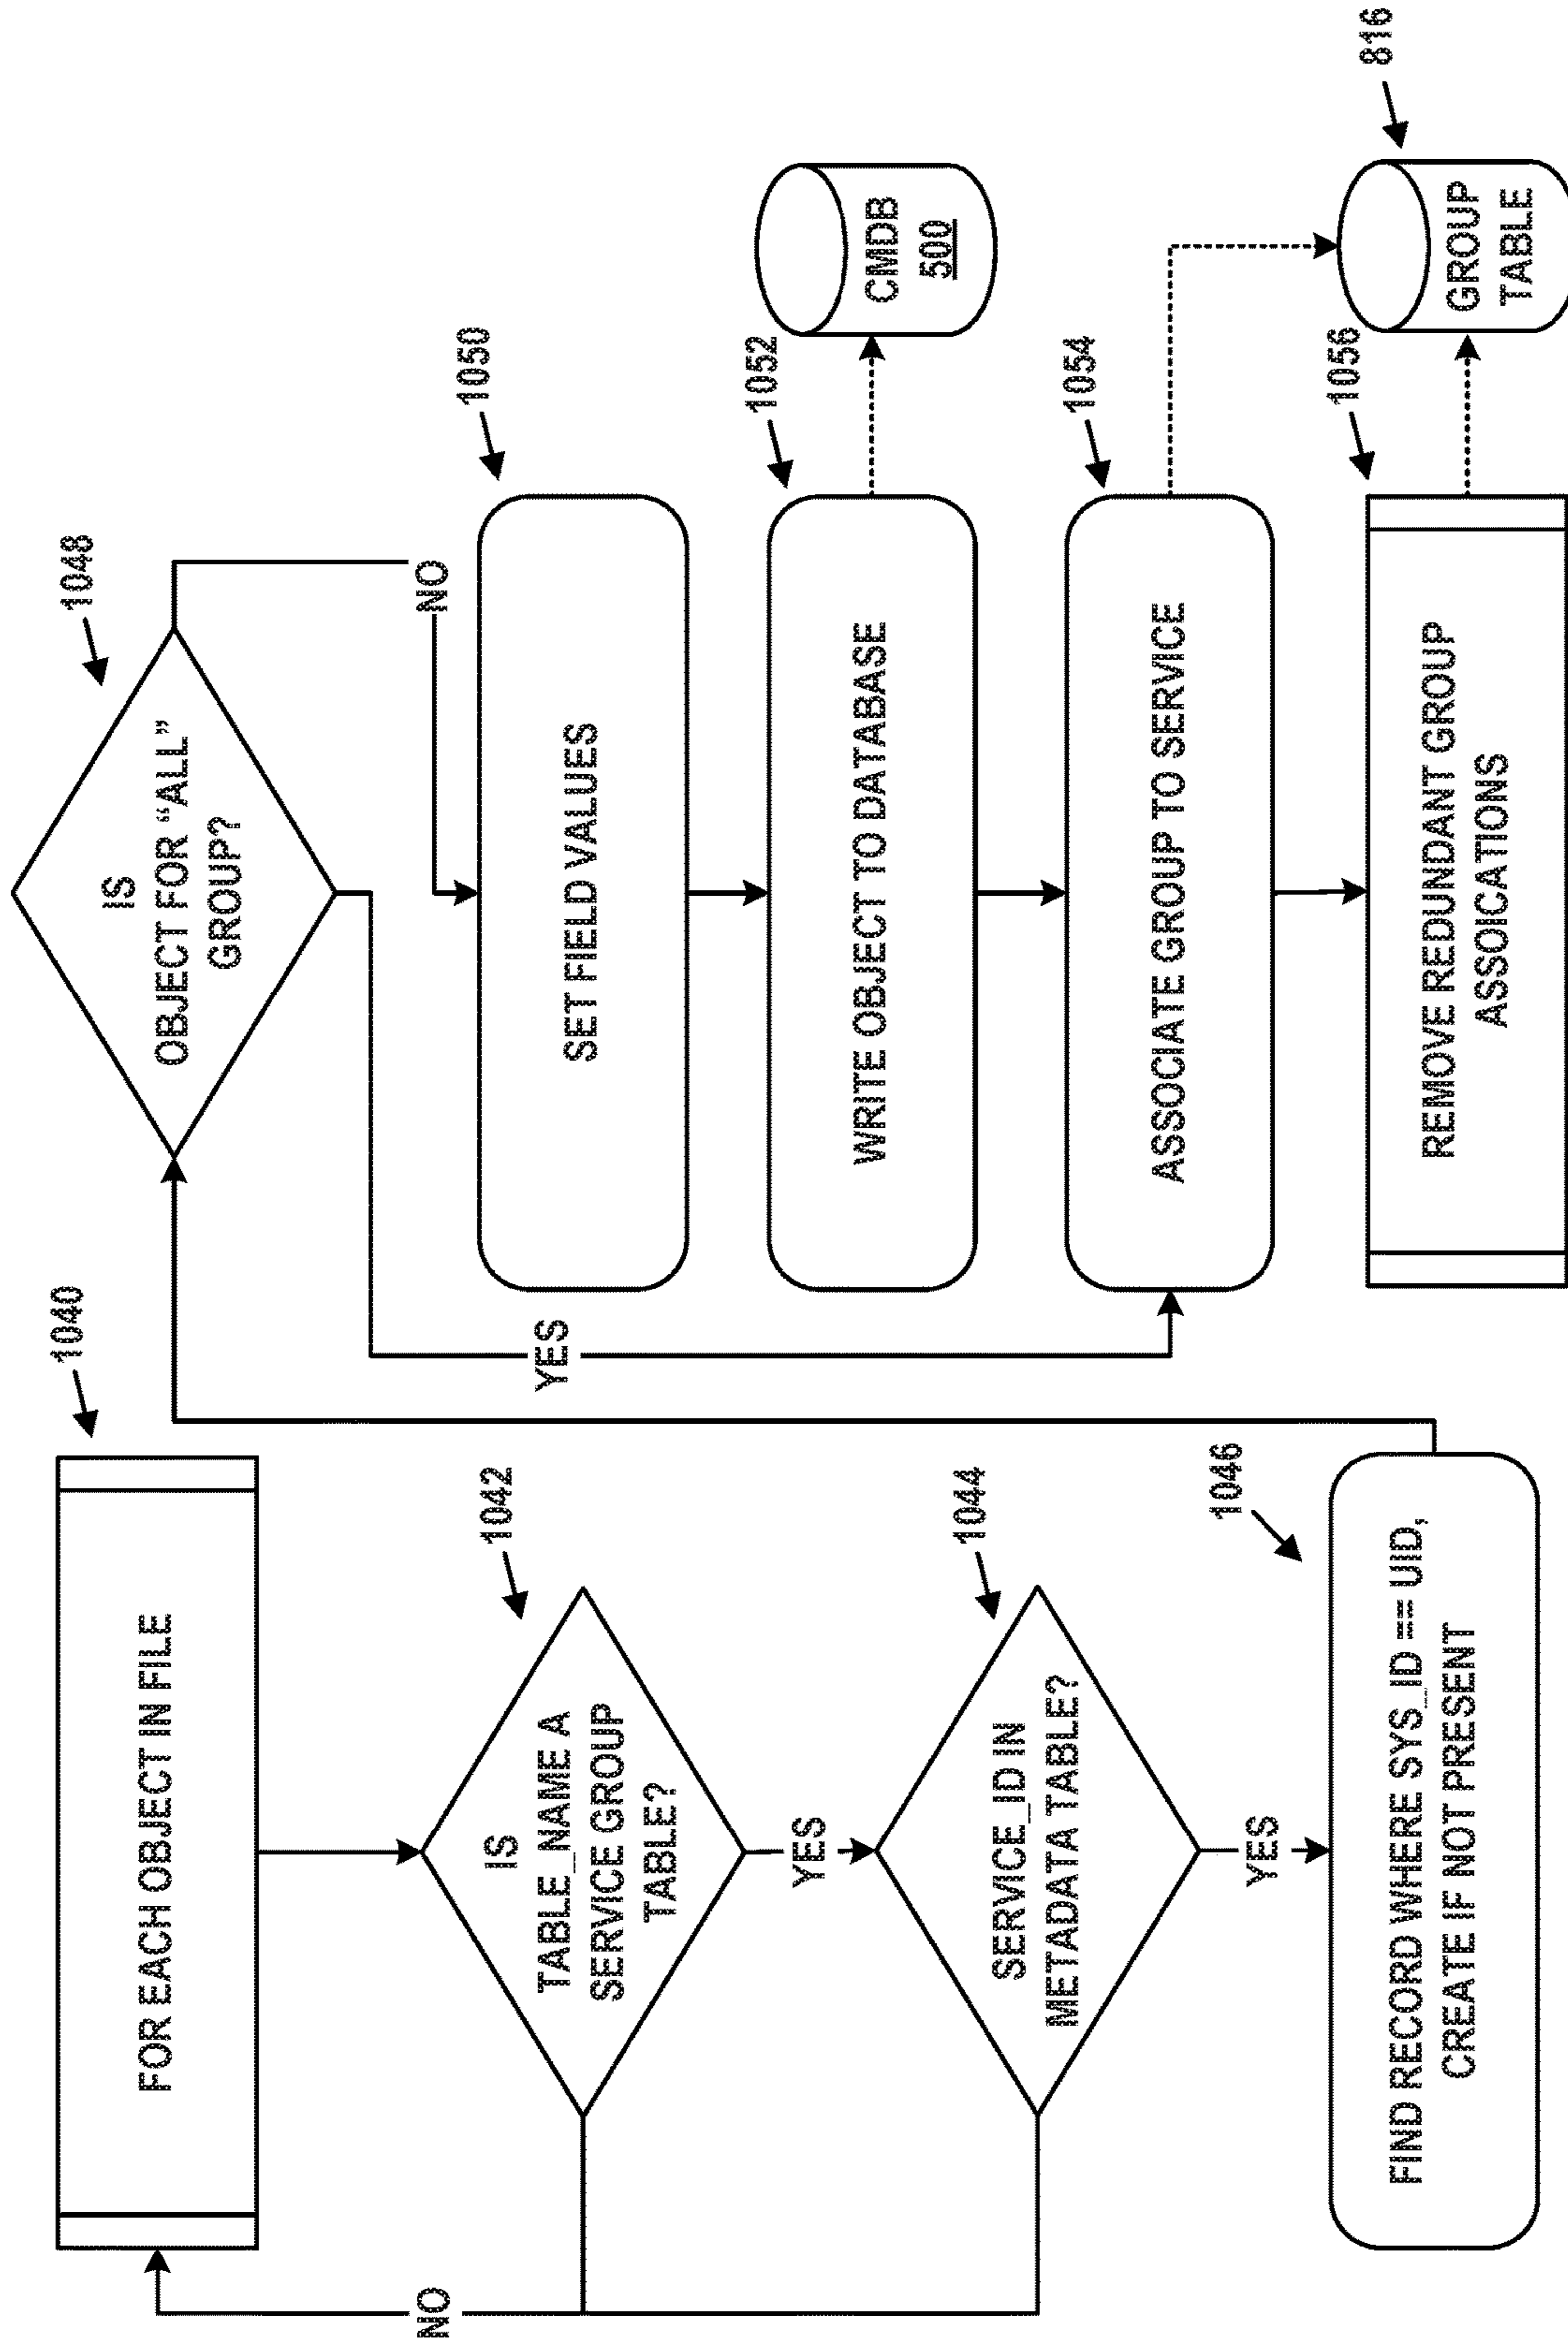 1040
FOR EACH OBJECT IN FILE
1042
IS
TABLE_NAME A
SERVICE GROUP
TABLE?
NO
YES
1044
SERVICE_ID IN
METADATA TABLE?
YES
1046
FIND RECORD WHERE SYS_ID == UID,
CREATE IF NOT PRESENT
1048
IS
OBJECT FOR “ALL”
GROUP?
NO
YES
1050
SET FIELD VALUES
1052
WRITE OBJECT TO DATABASE
CMDB
500
1054
ASSOCIATE GROUP TO SERVICE
1056
REMOVE REDUNDANT GROUP
ASSOICATIONS
816
GROUP
TABLE